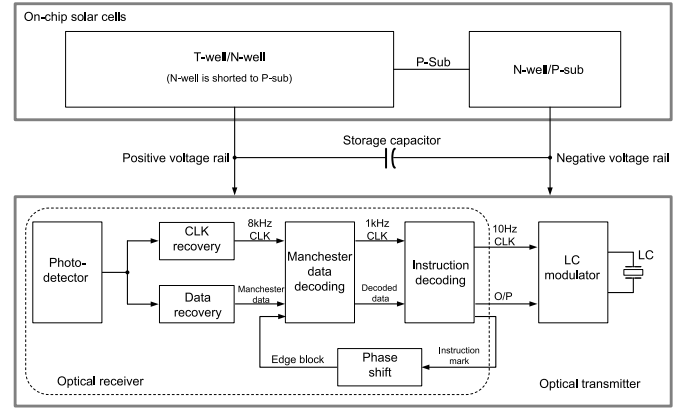 On-chip solar cells
T-well/N-well
(N-well is shorted to P-sub)
P-Sub
N-well/P-sub
Storage capacitor
Positive voltage rail
Negative voltage rail
Photo-
detector
CLK
recovery
Data
recovery
8kHz
CLK
Manchester
data
Manchester
data
decoding
1kHz
CLK
Decoded
data
Instruction
decoding
10Hz
CLK
O/P
LC
modulator
LC
Edge block
Phase
shift
Instruction
mark
Optical receiver
Optical transmitter